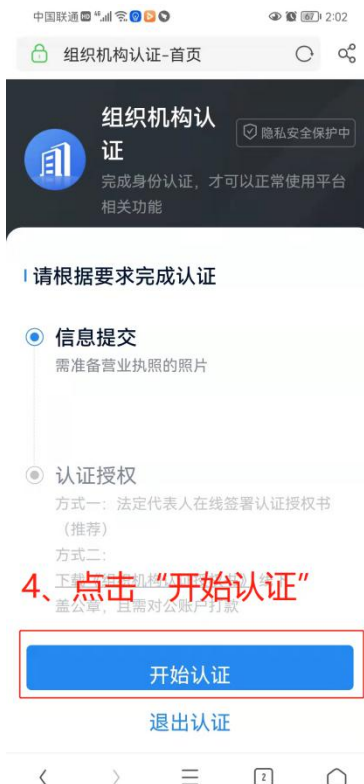 中国联通 HD 67 2:02
组织机构认证-首页
组织机构认
证
隐私安全保护中
完成身份认证，才可以正常使用平台
相关功能
请根据要求完成认证
信息提交
需准备营业执照的照片
认证授权
方式一：法定代表人在线签署认证授权书
（推荐）
方式二：
下载
4、点击“开始认证”
盖公章，且需对公账户打款
开始认证
退出认证
2